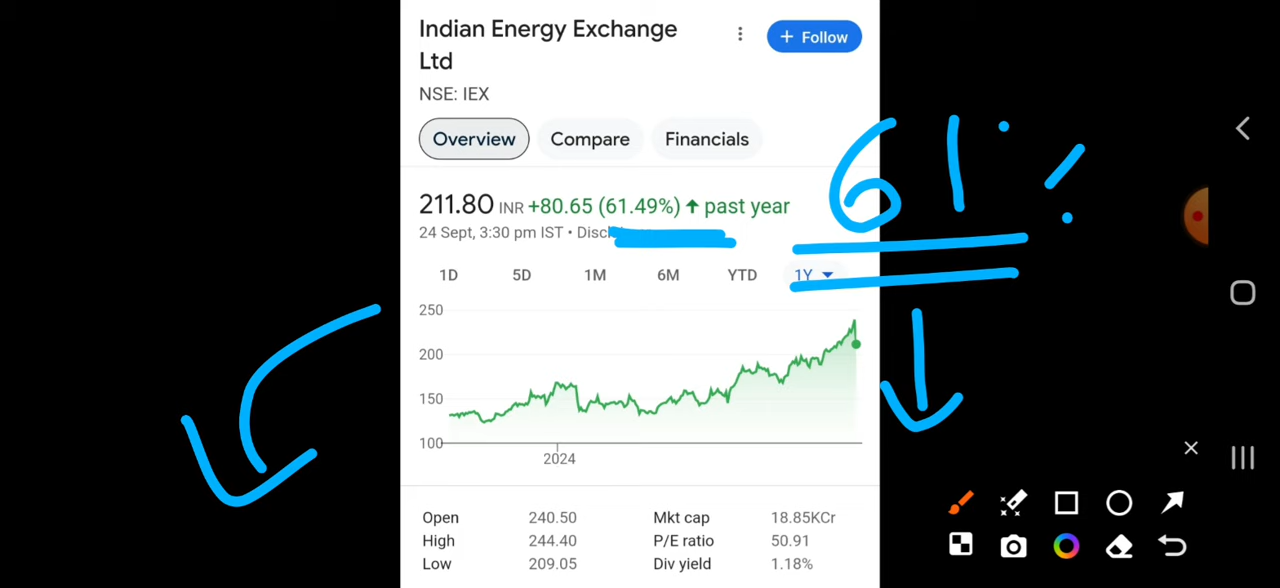 Indian Energy Exchange
Ltd
+ Follow
NSE: IEX
Overview
Compare
Financials
211.80 INR +80.65 (61.49%) ↑ past year
61 %
24 Sept, 3:30 pm IST •
1D 5D 1M 6M YTD 1Y
250
200
150
100
2024
Open 240.50 Mkt cap 18.85KCr
High 244.40 P/E ratio 50.91
Low 209.05 Div yield 1.18%